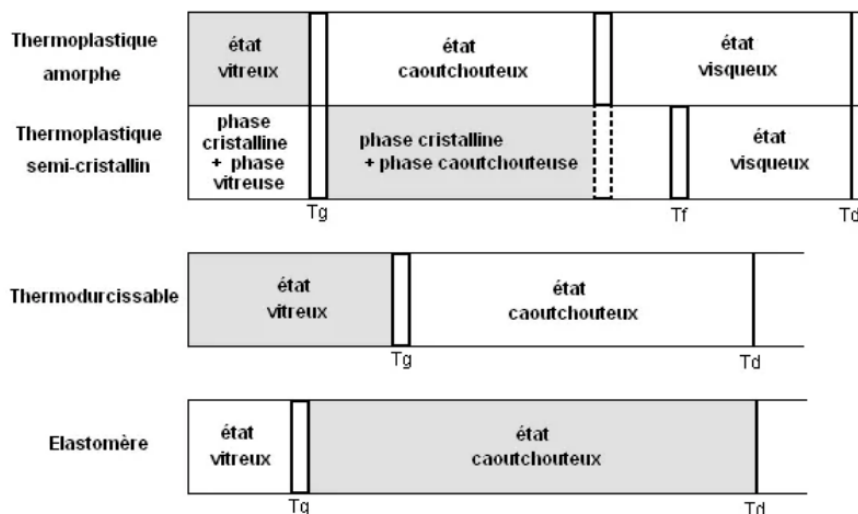 Thermoplastique
amorphe
état
vitreux
état
caoutchouteux
état
visqueux
Thermoplastique
semi-cristallin
phase
cristalline
+ phase
vitreuse
phase cristalline
+ phase caoutchouteuse
état
visqueux
Tg
Tf
Td
Thermodurcissable
état
vitreux
état
caoutchouteux
Tg
Td
Elastomère
état
vitreux
état
caoutchouteux
Tg
Td